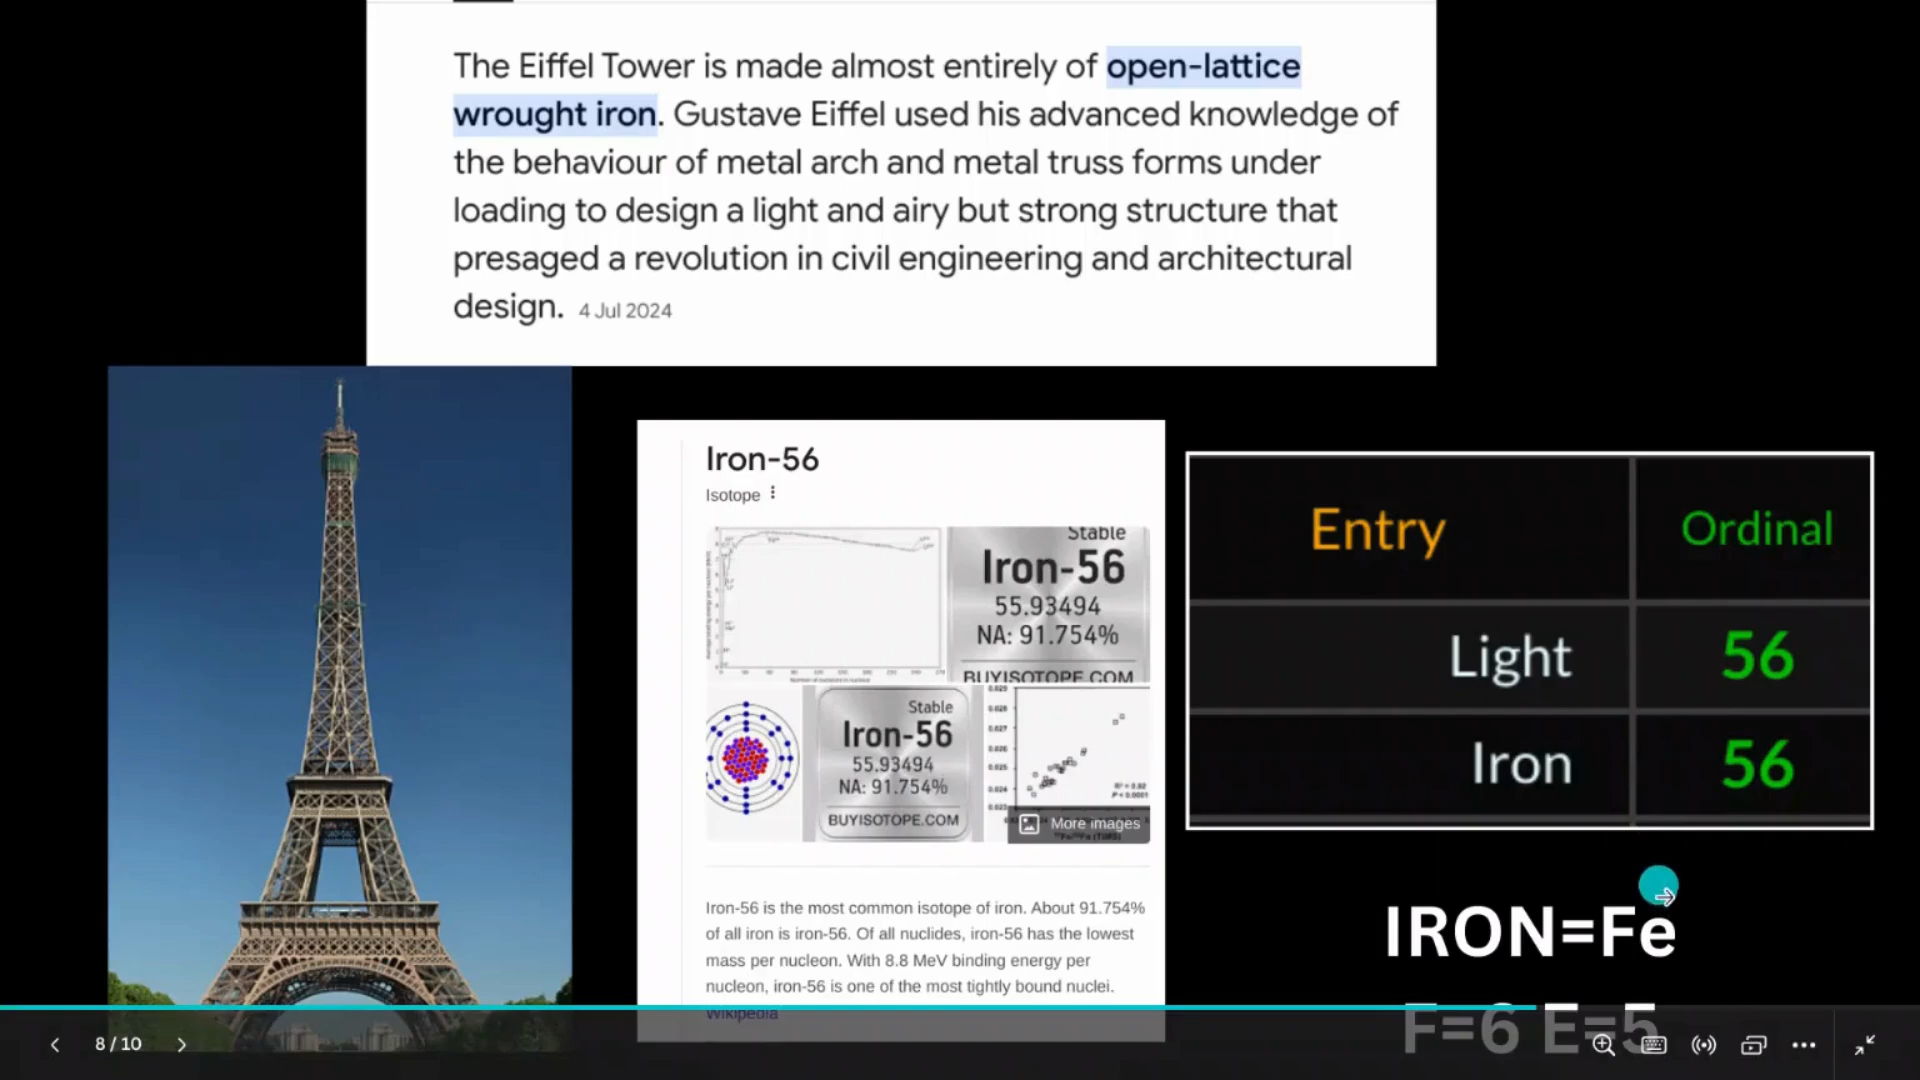 The Eiffel Tower is made almost entirely of open-lattice
wrought iron. Gustave Eiffel used his advanced knowledge of
the behaviour of metal arch and metal truss forms under
loading to design a light and airy but strong structure that
presaged a revolution in civil engineering and architectural
design. 4 Jul 2024
Iron-56
Isotope
Stable
Iron-56
55.93494
NA: 91.754%
BUYISOTOPE.COM
Stable
Iron-56
55.93494
NA: 91.754%
BUYISOTOPE.COM
More images
Iron-56 is the most common isotope of iron. About 91.754%
of all iron is iron-56. Of all nuclides, iron-56 has the lowest
mass per nucleon. With 8.8 MeV binding energy per
nucleon, iron-56 is one of the most tightly bound nuclei.
Wikipedia
Entry Ordinal
Light 56
Iron 56
IRON=Fe
F=6 E=5
8 / 10